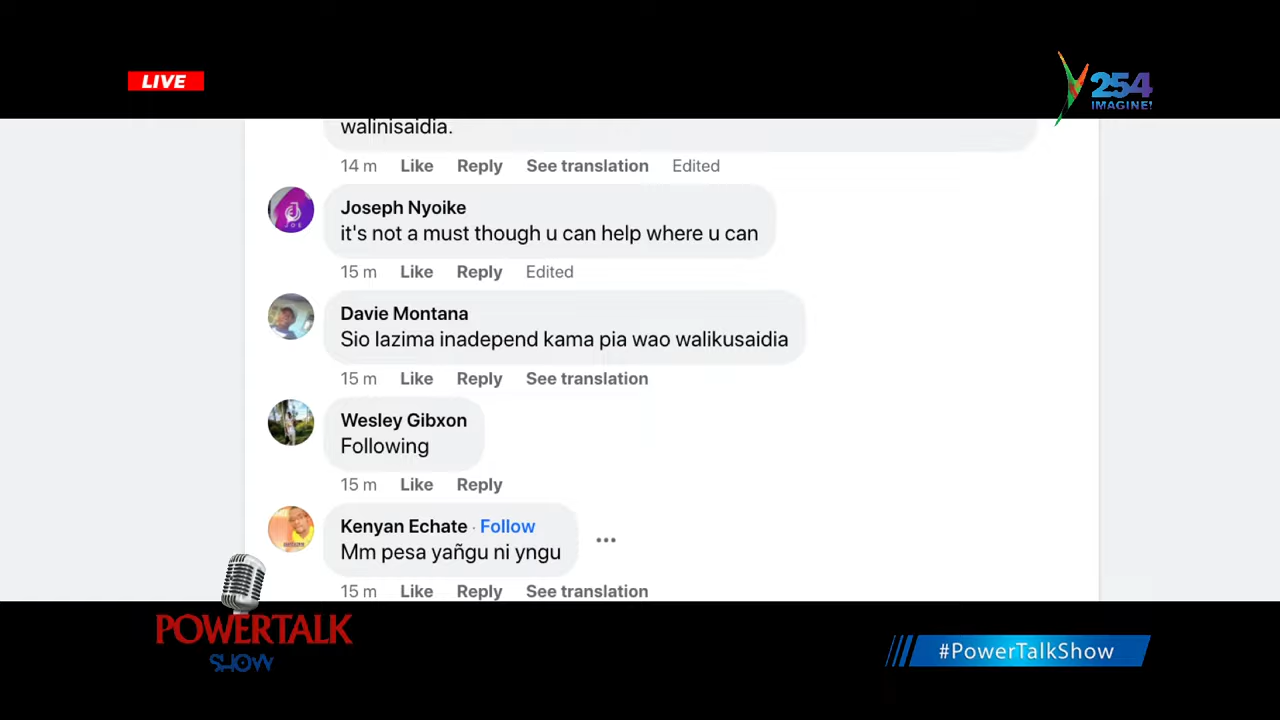 LIVE
254
IMAGINE!
walinisaidia.
14 m Like Reply See translation Edited
JOE
Joseph Nyoike
it's not a must though u can help where u can
15 m Like Reply Edited
Davie Montana
Sio lazima inadepend kama pia wao walikusaidia
15 m Like Reply See translation
Wesley Gibxon
Following
15 m Like Reply
Kenyan Echate · Follow
Mm pesa yañgu ni yngu
15 m Like Reply See translation
POWERTALK
SHOW
#PowerTalkShow